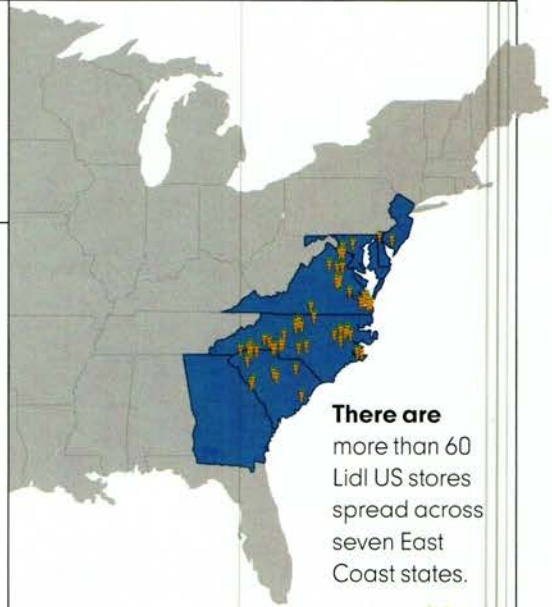 There are
more than 60
Lidl US stores
spread across
seven East
Coast states.